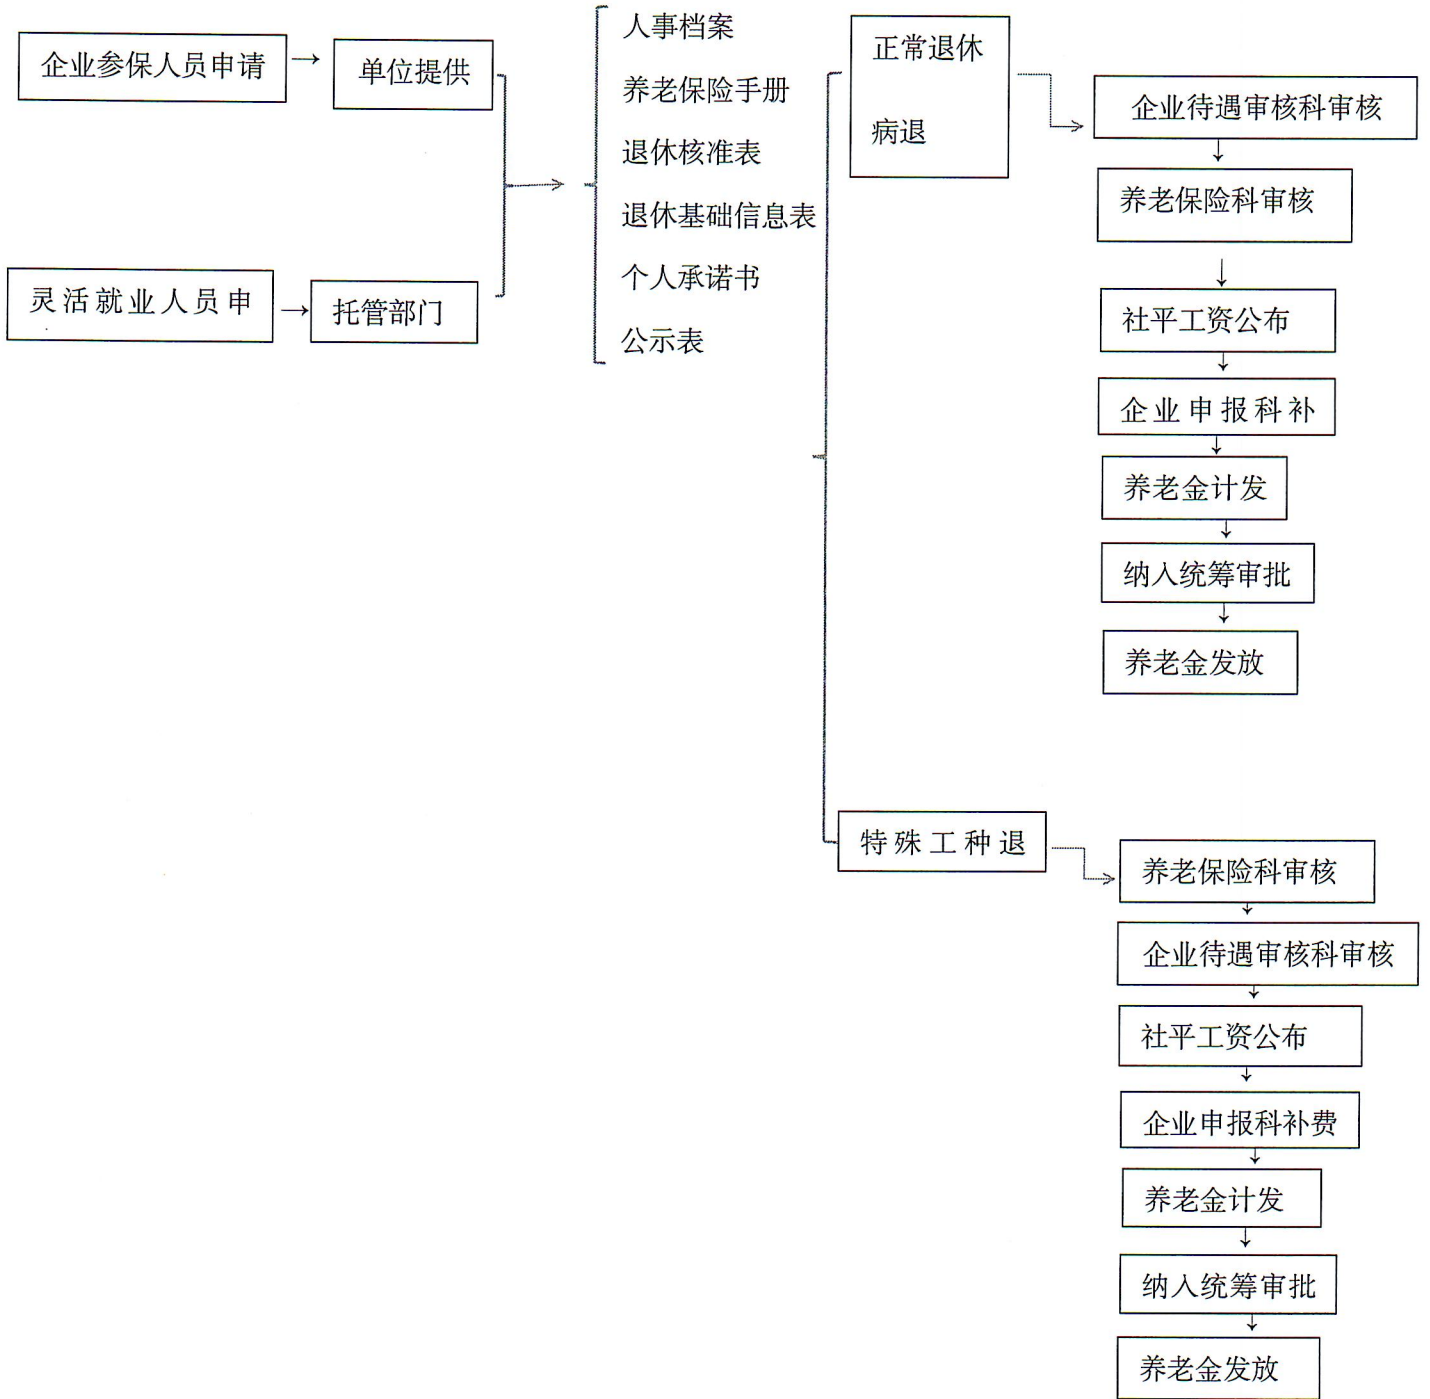 企业参保人员申请
单位提供
灵活就业人员申
托管部门
人事档案
养老保险手册
退休核准表
退休基础信息表
个人承诺书
公示表
正常退休
病退
企业待遇审核科审核
养老保险科审核
社平工资公布
企业申报科补
养老金计发
纳入统筹审批
养老金发放
特殊工种退
养老保险科审核
企业待遇审核科审核
社平工资公布
企业申报科补费
养老金计发
纳入统筹审批
养老金发放